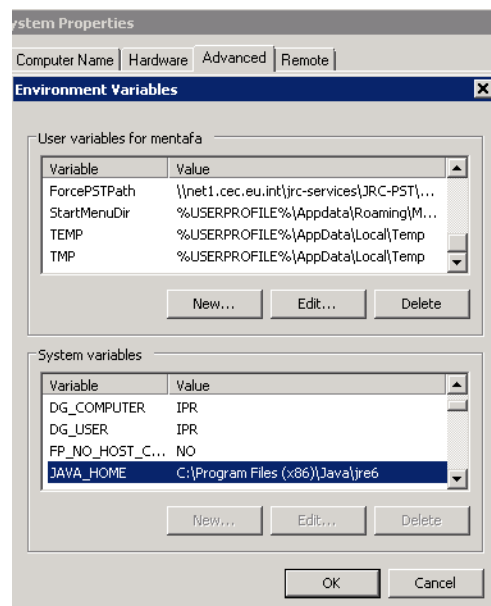 ystem Properties
Computer Name Hardware Advanced Remote
Environment Variables
User variables for mentafa
Variable Value
ForcePSTPath \\net1.cec.eu.int\jrc-services\JRC-PST\...
StartMenuDir %USERPROFILE%\Appdata\Roaming\M...
TEMP %USERPROFILE%\AppData\Local\Temp
TMP %USERPROFILE%\AppData\Local\Temp
New... Edit... Delete
System variables
Variable Value
DG_COMPUTER IPR
DG_USER IPR
FP_NO_HOST_C... NO
JAVA_HOME C:\Program Files (x86)\Java\jre6
New... Edit... Delete
OK Cancel